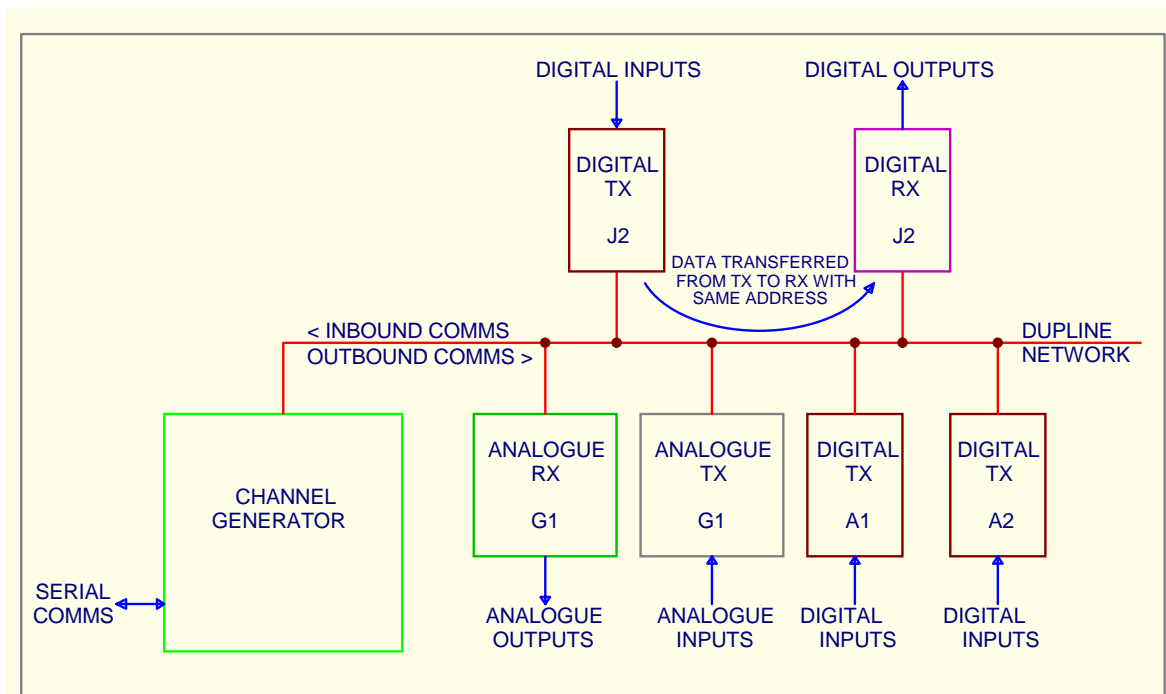 DIGITAL INPUTS
DIGITAL OUTPUTS
DIGITAL
TX
J2
DIGITAL
RX
J2
DATA TRANSFERRED
FROM TX TO RX WITH
SAME ADDRESS
< INBOUND COMMS
OUTBOUND COMMS >
DUPLINE
NETWORK
CHANNEL
GENERATOR
ANALOGUE
RX
G1
ANALOGUE
TX
G1
DIGITAL
TX
A1
DIGITAL
TX
A2
SERIAL
COMMS
ANALOGUE
OUTPUTS
ANALOGUE
INPUTS
DIGITAL
INPUTS
DIGITAL
INPUTS